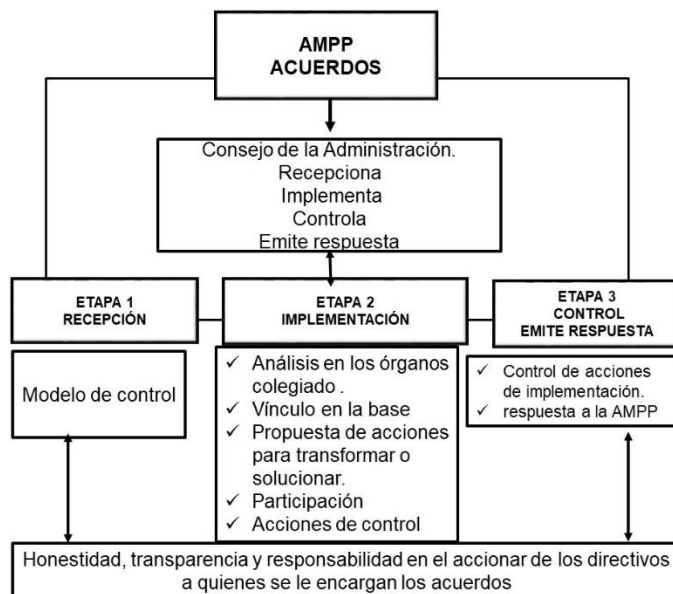 AMPP
ACUERDOS
Consejo de la Administración.
Recepciona
Implementa
Controla
Emite respuesta
ETAPA 1
RECEPCIÓN
ETAPA 2
IMPLEMENTACIÓN
ETAPA 3
CONTROL
EMITE RESPUESTA
Modelo de control
✓ Análisis en los órganos
colegiado .
✓ Vínculo en la base
✓ Propuesta de acciones
para transformar o
solucionar.
✓ Participación
✓ Acciones de control
✓ Control de acciones
de implementación.
✓ respuesta a la AMPP
Honestidad, transparencia y responsabilidad en el accionar de los directivos
a quienes se le encargan los acuerdos